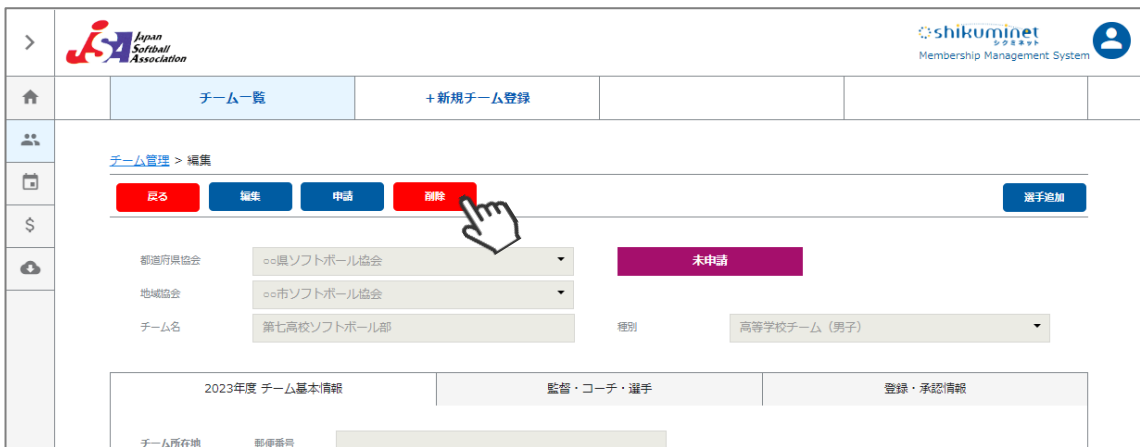 Japan
Softball
Association
shikuminet
シクミネット
Membership Management System
チーム一覧
+新規チーム登録
チーム管理 > 編集
戻る
編集
申請
削除
選手追加
都道府県協会
○○県ソフトボール協会
未申請
地域協会
○○市ソフトボール協会
チーム名
第七高校ソフトボール部
種別
高等学校チーム（男子）
2023年度 チーム基本情報
監督・コーチ・選手
登録・承認情報
チーム所在地
郵便番号